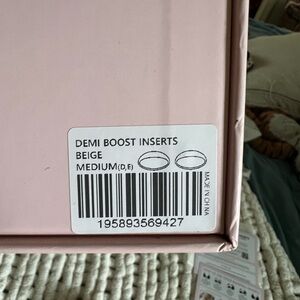 DEMI BOOST INSERTS
BEIGE
MEDIUM(D,E)
MADE IN CHINA
195893569427